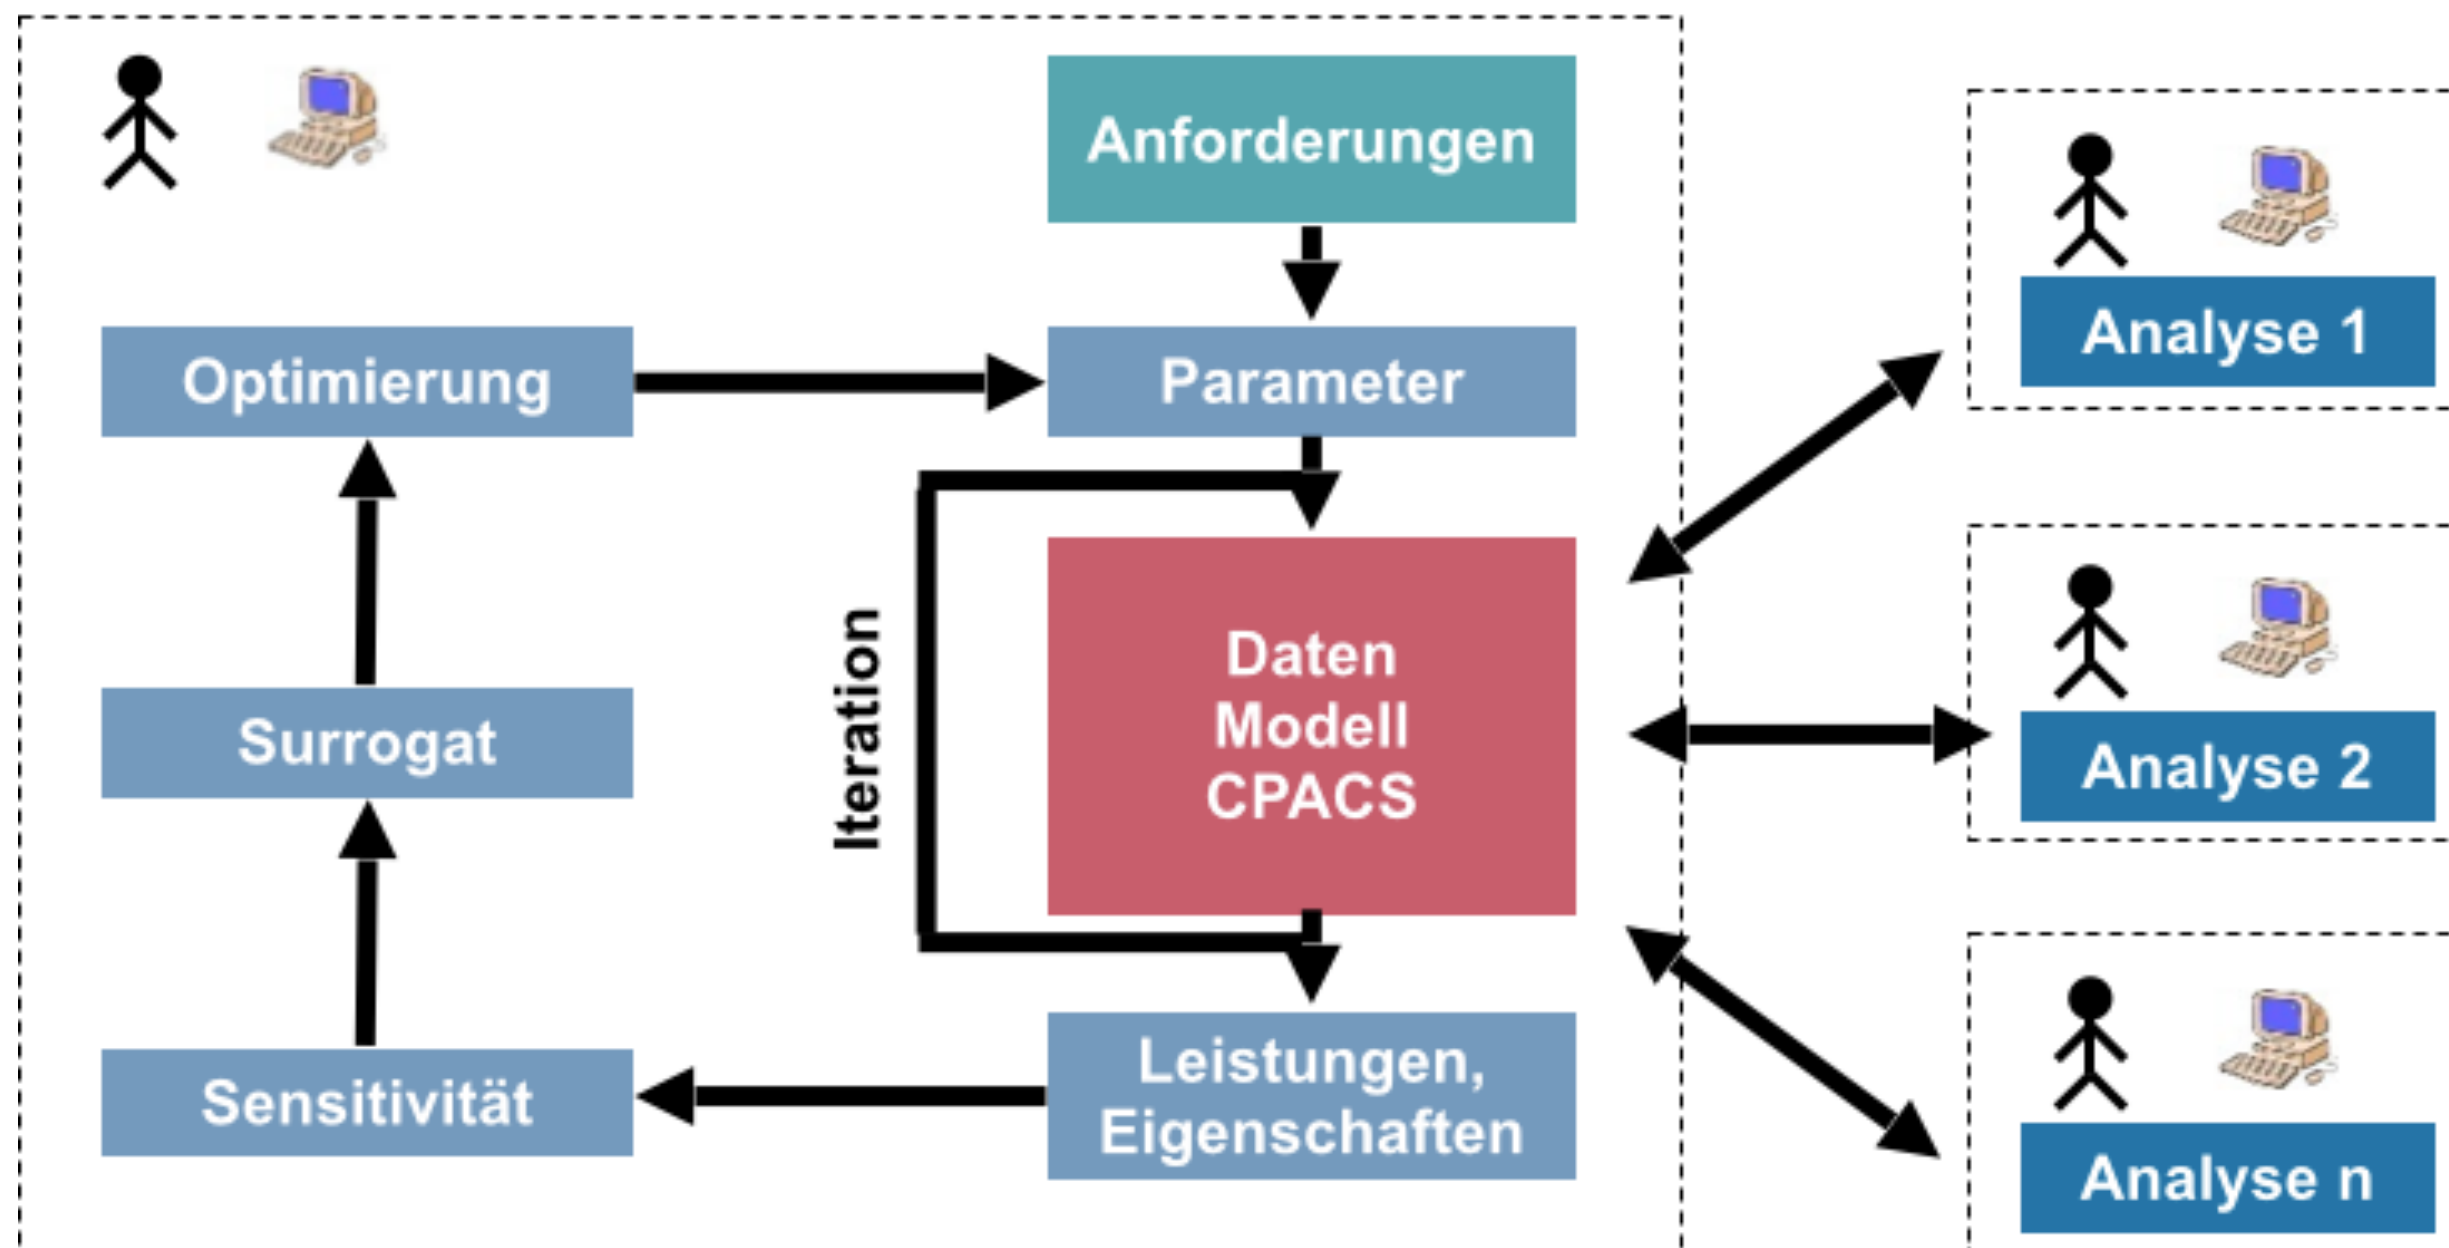 Anforderungen
Optimierung
Parameter
Analyse 1
Surrogat
Iteration
Daten
Modell
CPACS
Analyse 2
Sensitivität
Leistungen,
Eigenschaften
Analyse n